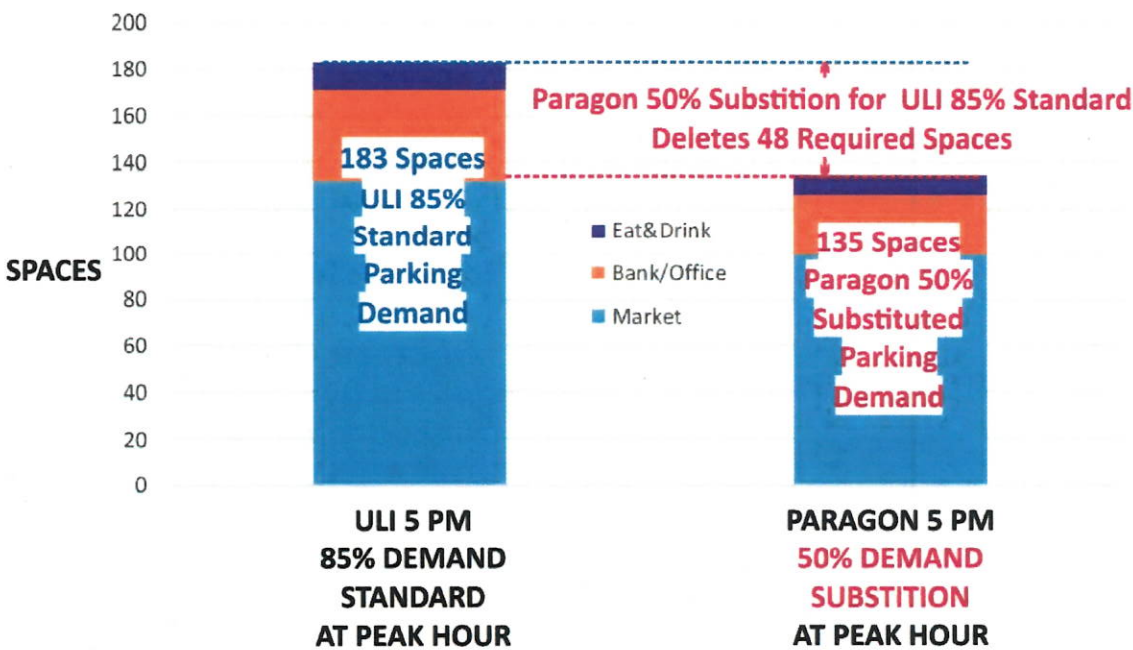 200
180
160
140
120
100
80
60
40
20
0
SPACES
Paragon 50% Substition for ULI 85% Standard
Deletes 48 Required Spaces
183 Spaces
ULI 85%
Standard
Parking
Demand
Eat&Drink
Bank/Office
Market
135 Spaces
Paragon 50%
Substituted
Parking
Demand
ULI 5 PM
85% DEMAND
STANDARD
AT PEAK HOUR
PARAGON 5 PM
50% DEMAND
SUBSTITION
AT PEAK HOUR